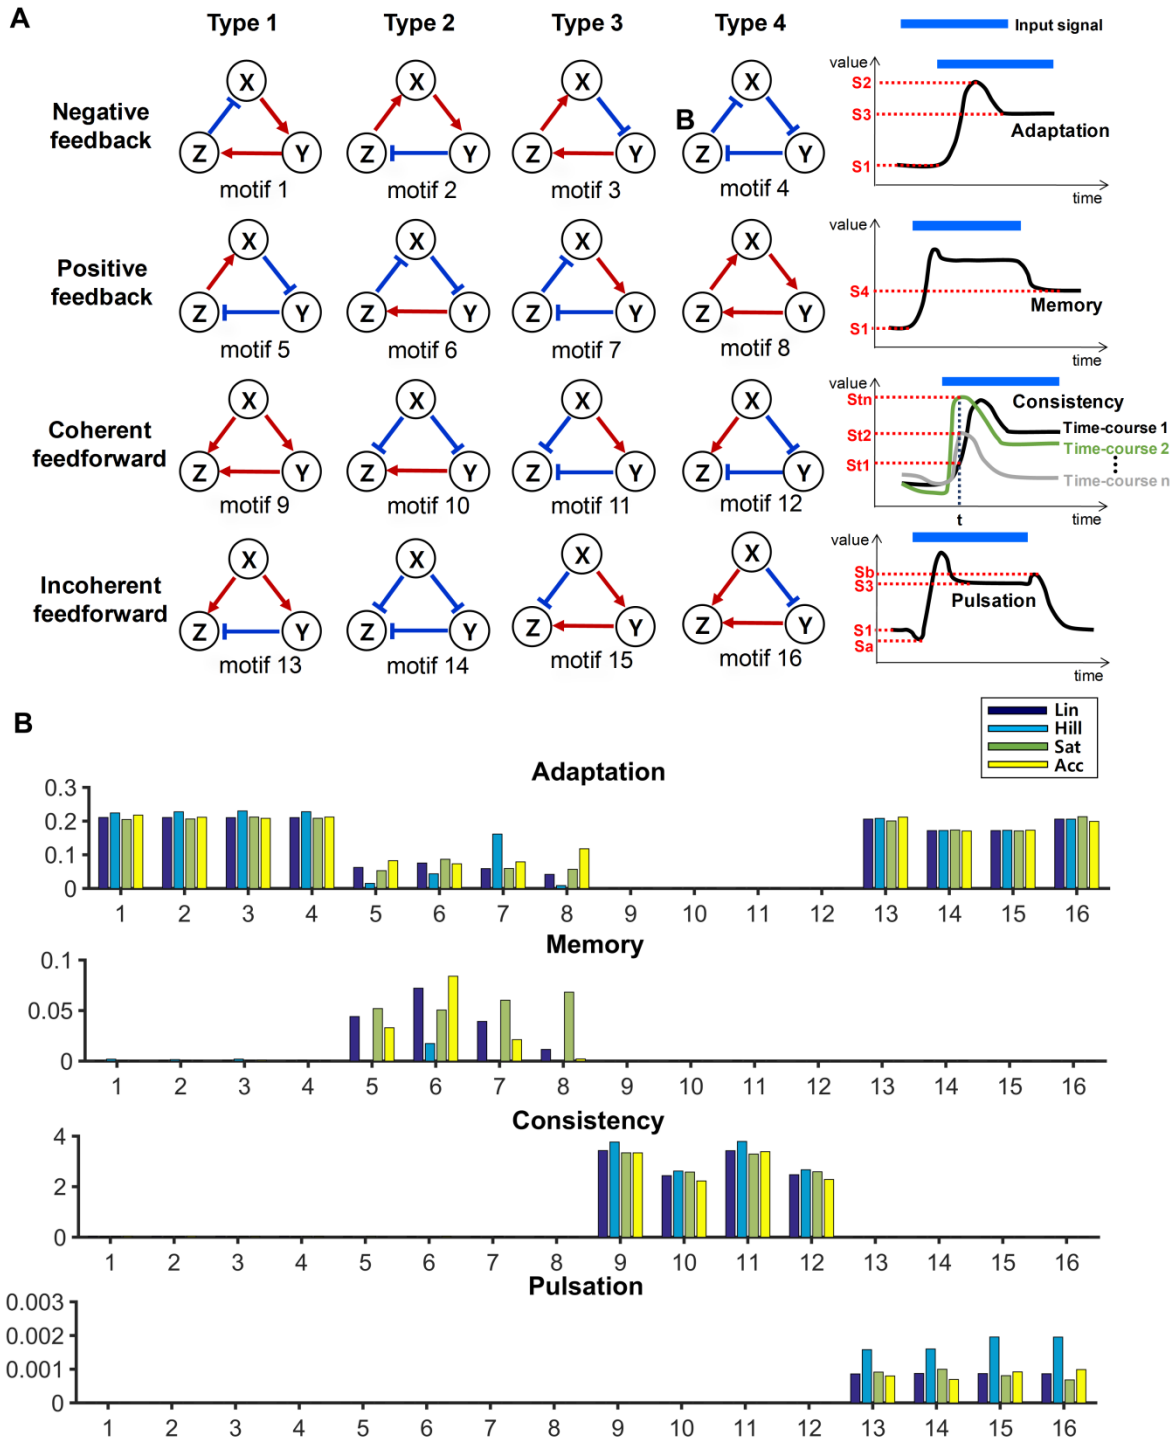 A
Type 1 Type 2 Type 3 Type 4
Input signal
Negative
feedback
X
Z Y
motif 1
X
Z Y
motif 2
X
Z Y
motif 3
B
X
Z Y
motif 4
value
S2
S3
S1
Adaptation
time
Positive
feedback
X
Z Y
motif 5
X
Z Y
motif 6
X
Z Y
motif 7
X
Z Y
motif 8
value
S4
S1
Memory
time
Coherent
feedforward
X
Z Y
motif 9
X
Z Y
motif 10
X
Z Y
motif 11
X
Z Y
motif 12
value
Stn
St2
St1
Consistency
Time-course 1
Time-course 2
Time-course n
t
time
Incoherent
feedforward
X
Z Y
motif 13
X
Z Y
motif 14
X
Z Y
motif 15
X
Z Y
motif 16
value
Sb
S3
S1
Sa
Pulsation
time
B
Lin
Hill
Sat
Acc
Adaptation
0.3
0.2
0.1
0
1 2 3 4 5 6 7 8 9 10 11 12 13 14 15 16
Memory
0.1
0.05
0
1 2 3 4 5 6 7 8 9 10 11 12 13 14 15 16
Consistency
4
2
0
1 2 3 4 5 6 7 8 9 10 11 12 13 14 15 16
Pulsation
0.003
0.002
0.001
0
1 2 3 4 5 6 7 8 9 10 11 12 13 14 15 16